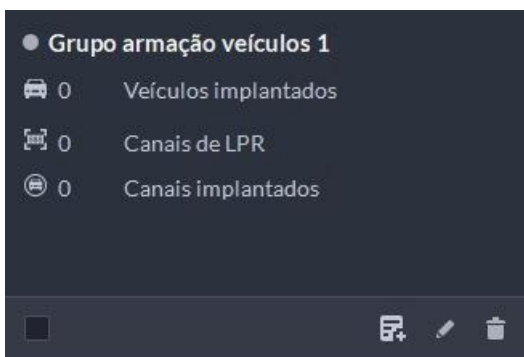 Grupo armação veículos 1
0 Veículos implantados
0 Canais de LPR
0 Canais implantados